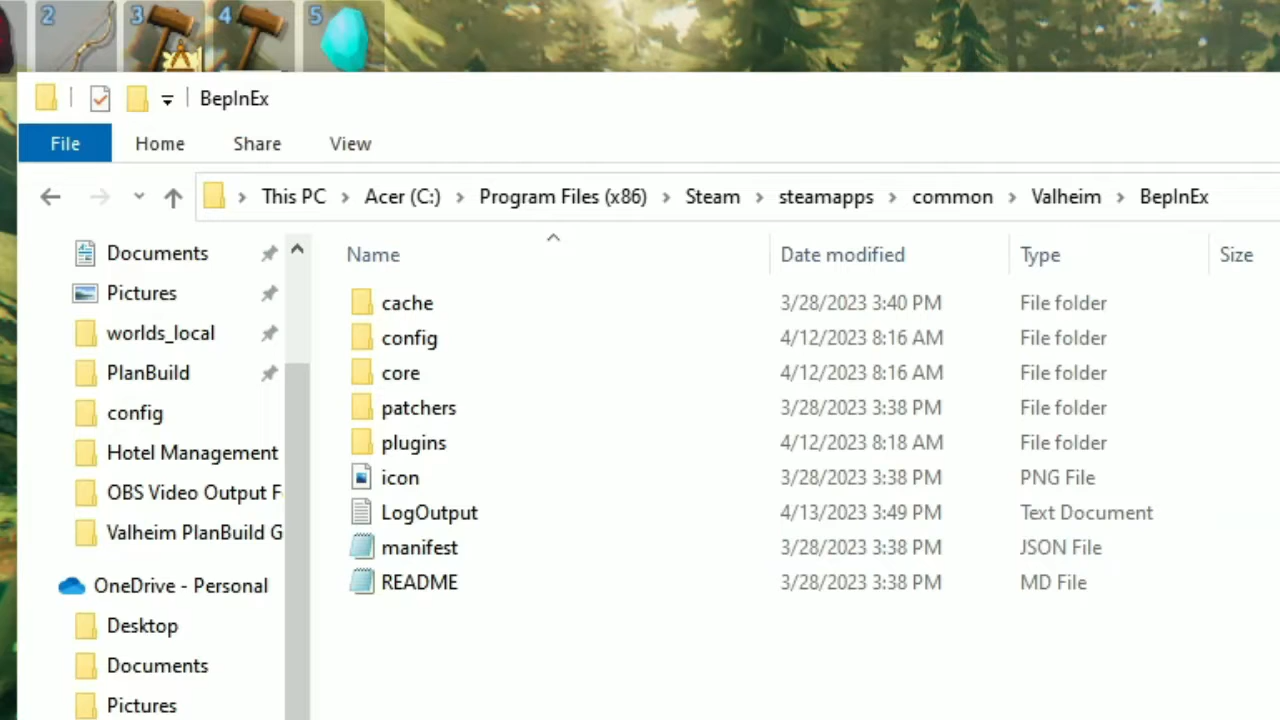 2 3 4 5
BepInEx
File Home Share View
This PC Acer (C:) Program Files (x86) Steam steamapps common Valheim BepInEx
Name Date modified Type Size
Documents
Pictures
worlds_local
PlanBuild
config
Hotel Management
OBS Video Output F
Valheim PlanBuild G
OneDrive - Personal
Desktop
Documents
Pictures
cache 3/28/2023 3:40 PM File folder
config 4/12/2023 8:16 AM File folder
core 4/12/2023 8:16 AM File folder
patchers 3/28/2023 3:38 PM File folder
plugins 4/12/2023 8:18 AM File folder
icon 3/28/2023 3:38 PM PNG File
LogOutput 4/13/2023 3:49 PM Text Document
manifest 3/28/2023 3:38 PM JSON File
README 3/28/2023 3:38 PM MD File